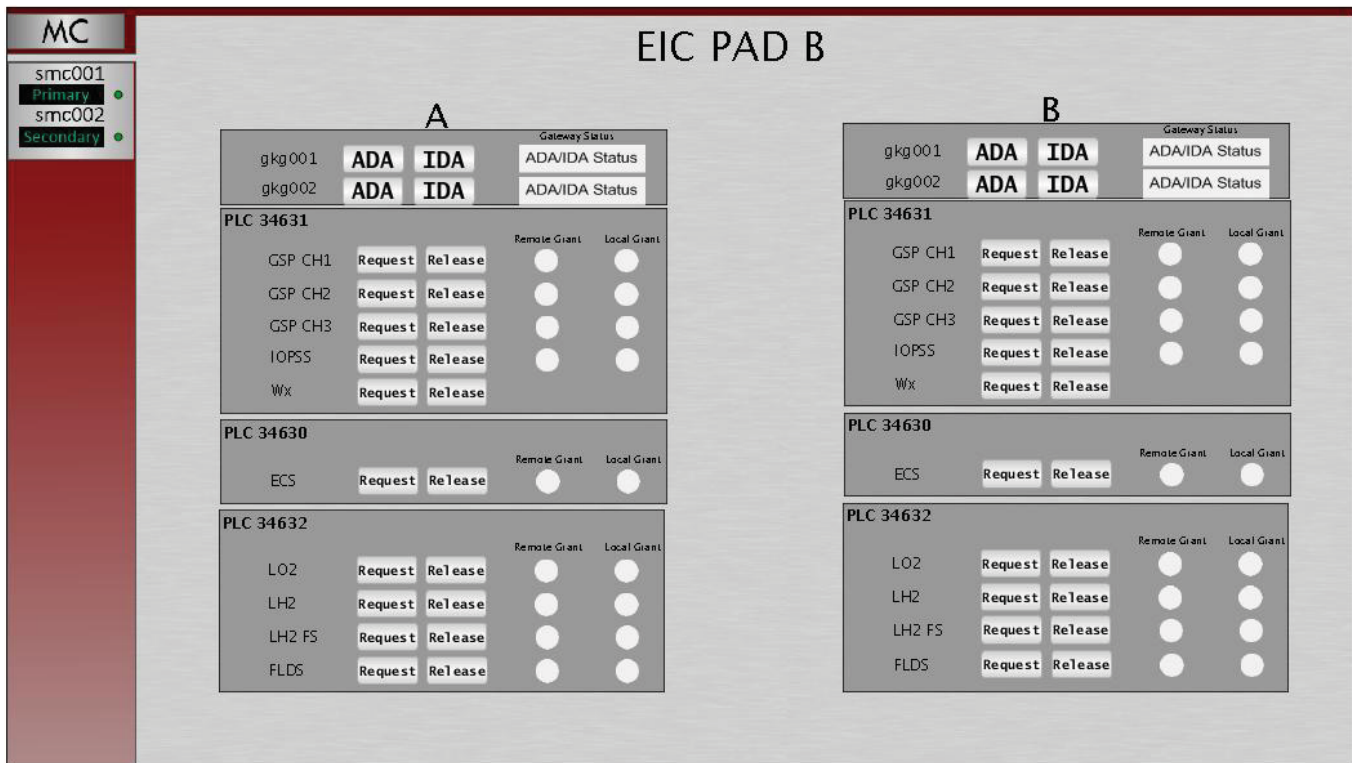 MC
smc001
Primary
smc002
Secondary
EIC PAD B
A
Gateway Status
gkg001 ADA IDA ADA/IDA Status
gkg002 ADA IDA ADA/IDA Status
PLC 34631
Remote Grant Local Grant
GSP CH1 Request Release
GSP CH2 Request Release
GSP CH3 Request Release
IOPSS Request Release
Wx Request Release
PLC 34630
Remote Grant Local Grant
ECS Request Release
PLC 34632
Remote Grant Local Grant
LO2 Request Release
LH2 Request Release
LH2 FS Request Release
FLDS Request Release
B
Gateway Status
gkg001 ADA IDA ADA/IDA Status
gkg002 ADA IDA ADA/IDA Status
PLC 34631
Remote Grant Local Grant
GSP CH1 Request Release
GSP CH2 Request Release
GSP CH3 Request Release
IOPSS Request Release
Wx Request Release
PLC 34630
Remote Grant Local Grant
ECS Request Release
PLC 34632
Remote Grant Local Grant
LO2 Request Release
LH2 Request Release
LH2 FS Request Release
FLDS Request Release